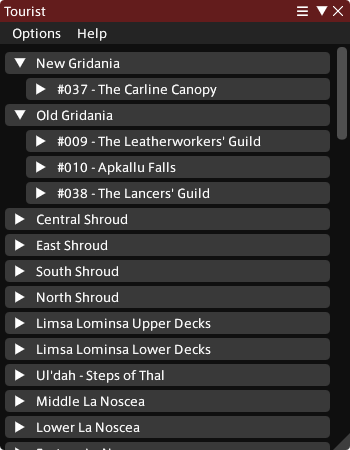 Tourist
Options Help
New Gridania
#037 - The Carline Canopy
Old Gridania
#009 - The Leatherworkers' Guild
#010 - Apkallu Falls
#038 - The Lancers' Guild
Central Shroud
East Shroud
South Shroud
North Shroud
Limsa Lominsa Upper Decks
Limsa Lominsa Lower Decks
Ul'dah - Steps of Thal
Middle La Noscea
Lower La Noscea